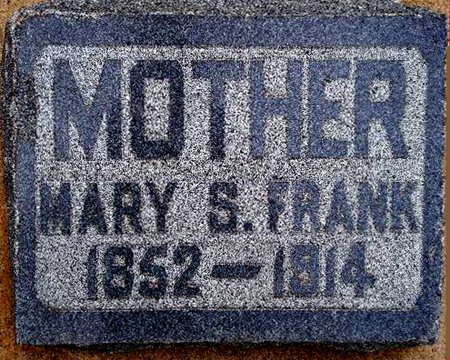 MOTHER
MARY S. FRANK
1852-1914